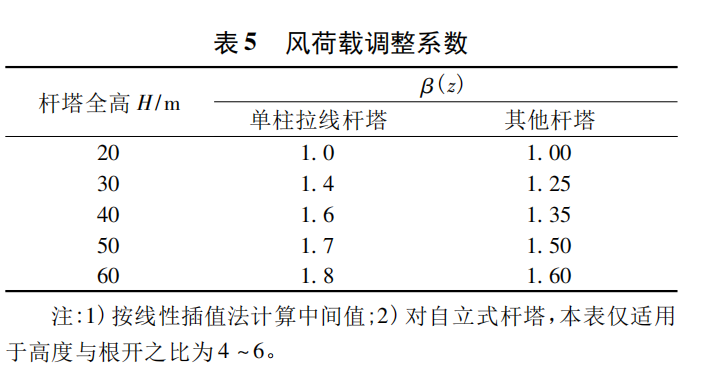 表 5 风荷载调整系数
杆塔全高 H/m β(z)
单柱拉线杆塔 其他杆塔
20 1. 0 1. 00
30 1. 4 1. 25
40 1. 6 1. 35
50 1. 7 1. 50
60 1. 8 1. 60
注:1) 按线性插值法计算中间值;2) 对自立式杆塔,本表仅适用
于高度与根开之比为 4 ~ 6。